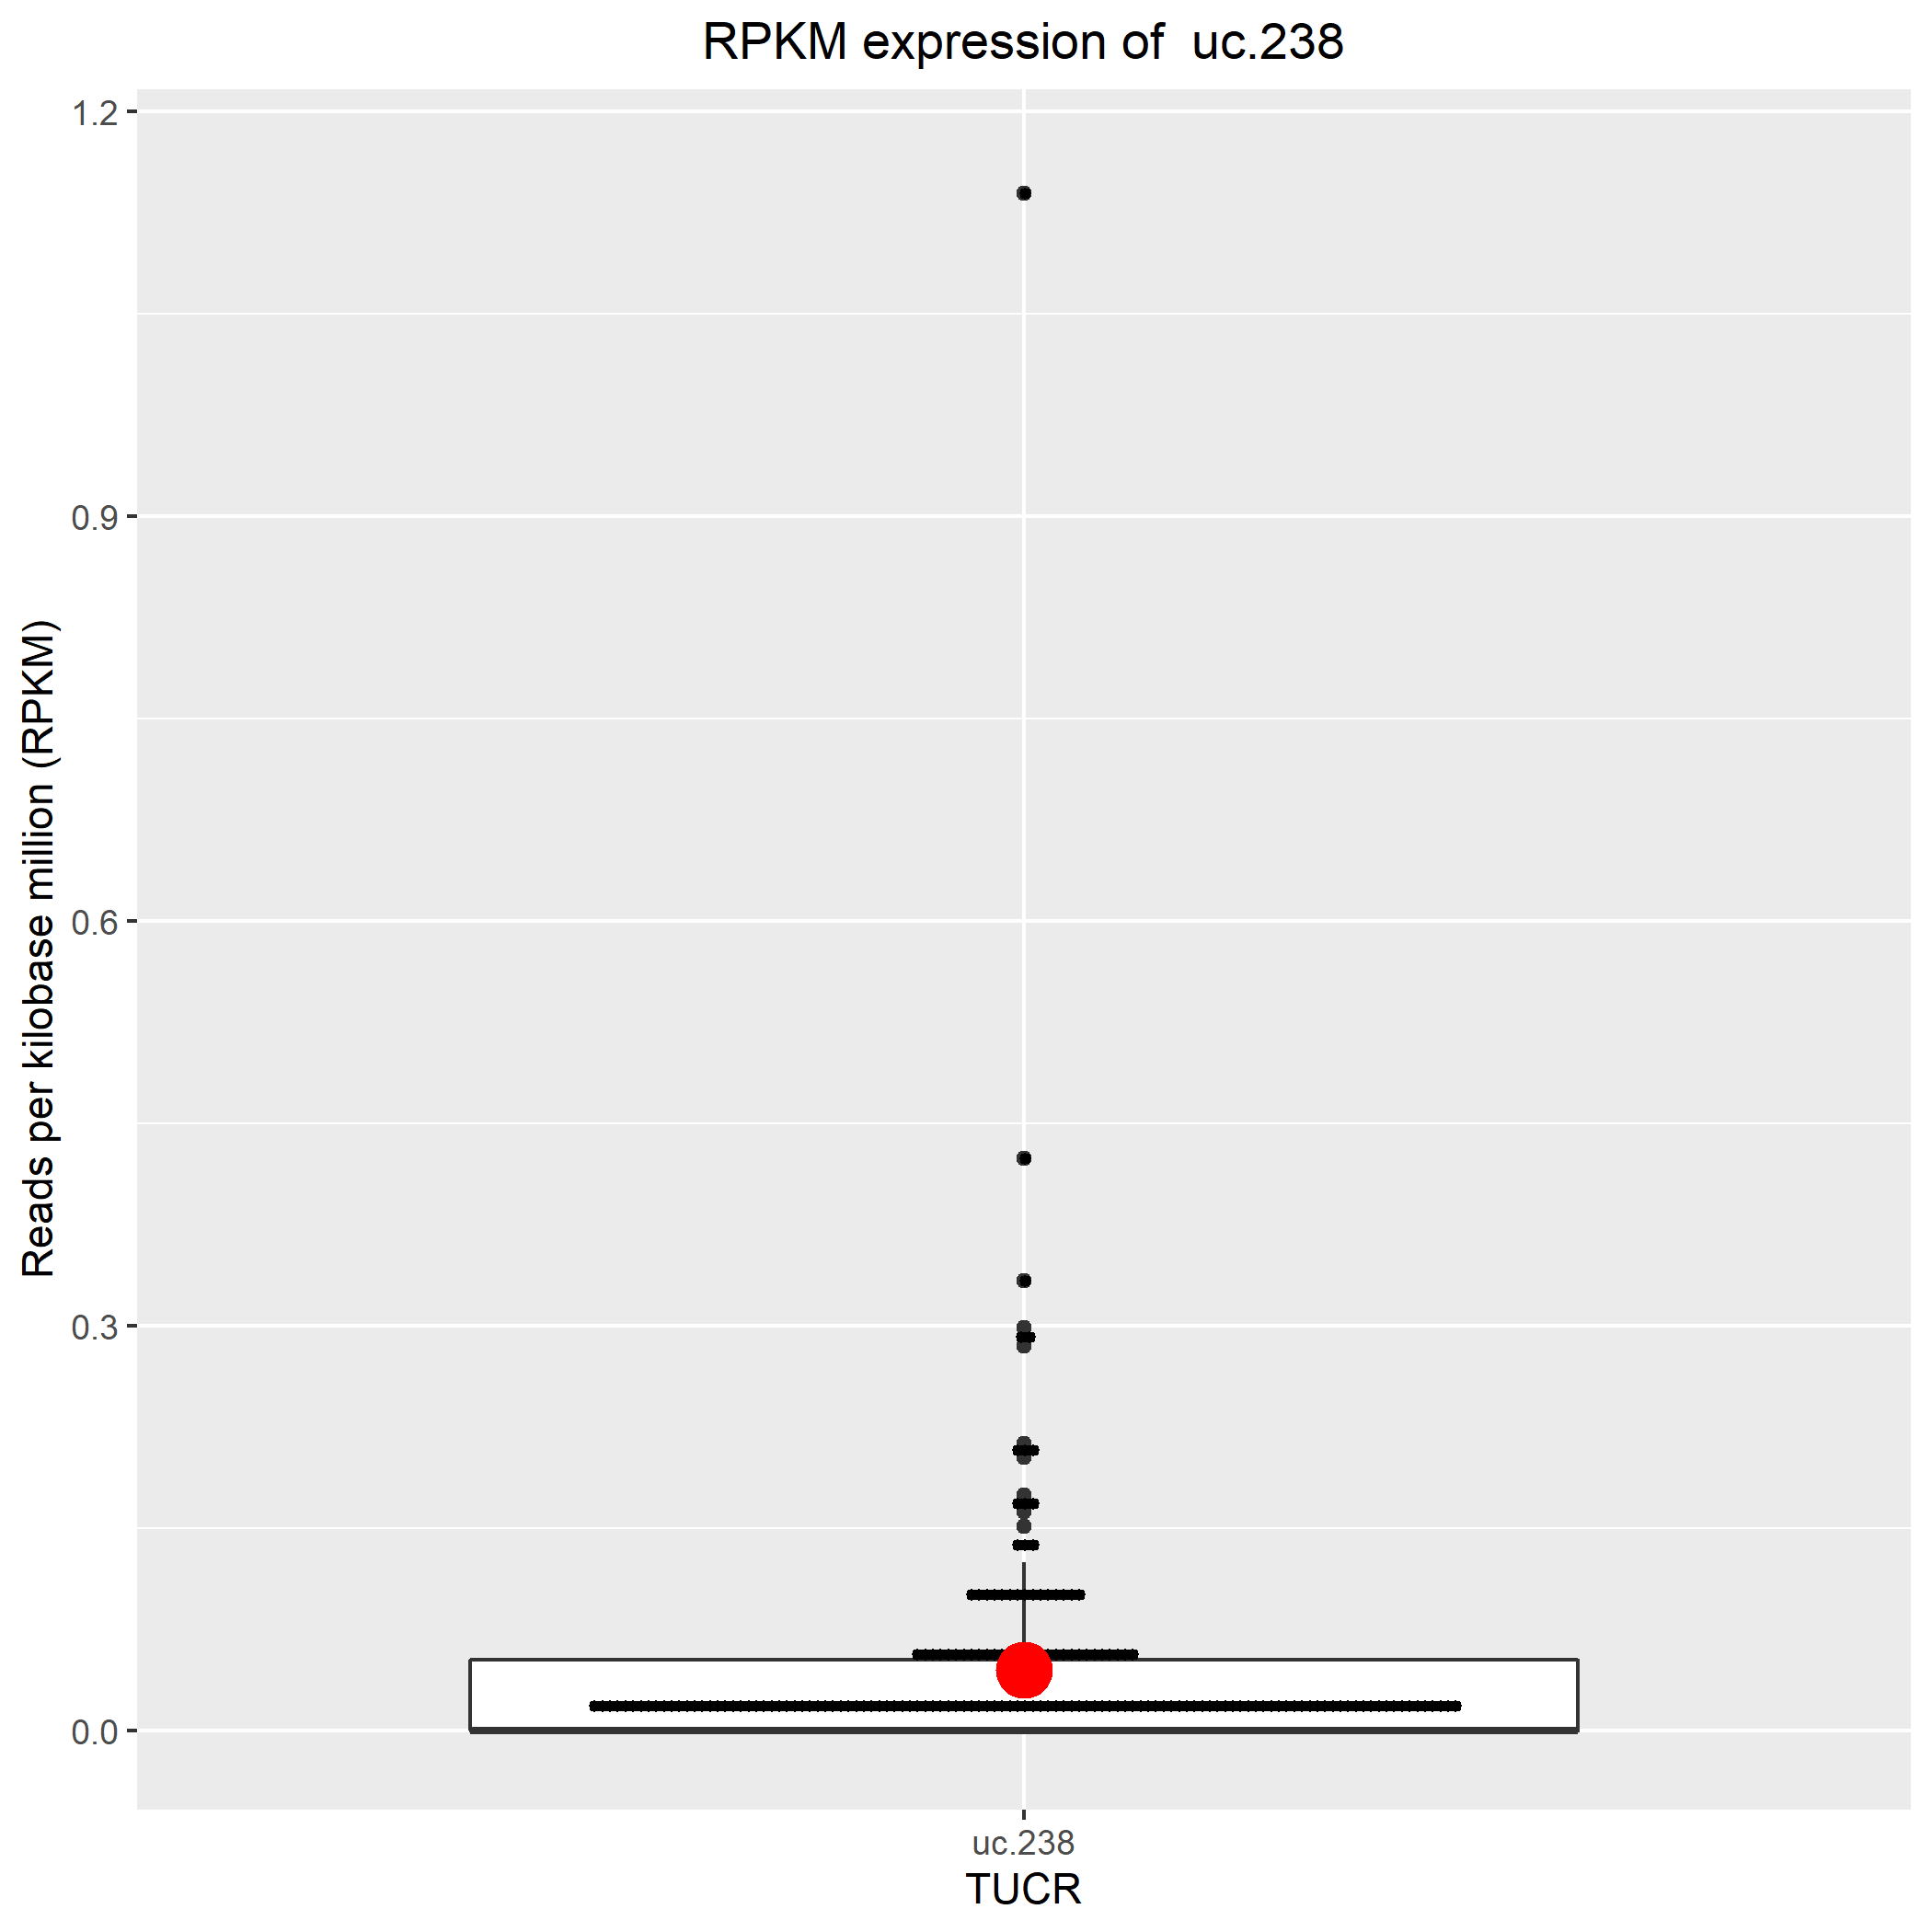 RPKM expression of  uc.238
Reads per kilobase million (RPKM)
1.2
0.9
0.6
0.3
0.0
uc.238
TUCR